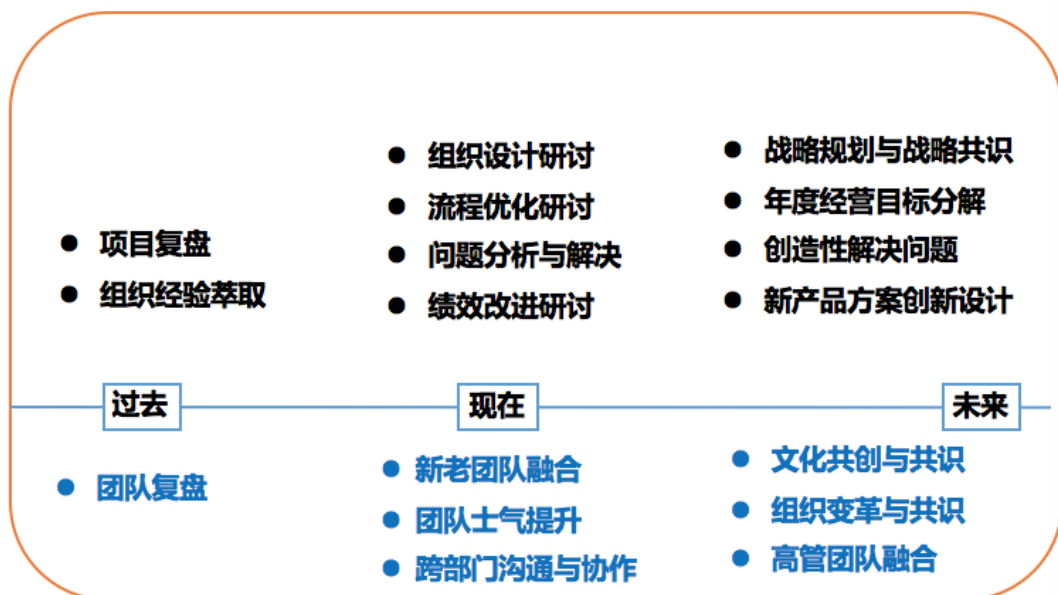 项目复盘
组织经验萃取
组织设计研讨
流程优化研讨
问题分析与解决
绩效改进研讨
战略规划与战略共识
年度经营目标分解
创造性解决问题
新产品方案创新设计
过去
现在
未来
团队复盘
新老团队融合
团队士气提升
跨部门沟通与协作
文化共创与共识
组织变革与共识
高管团队融合